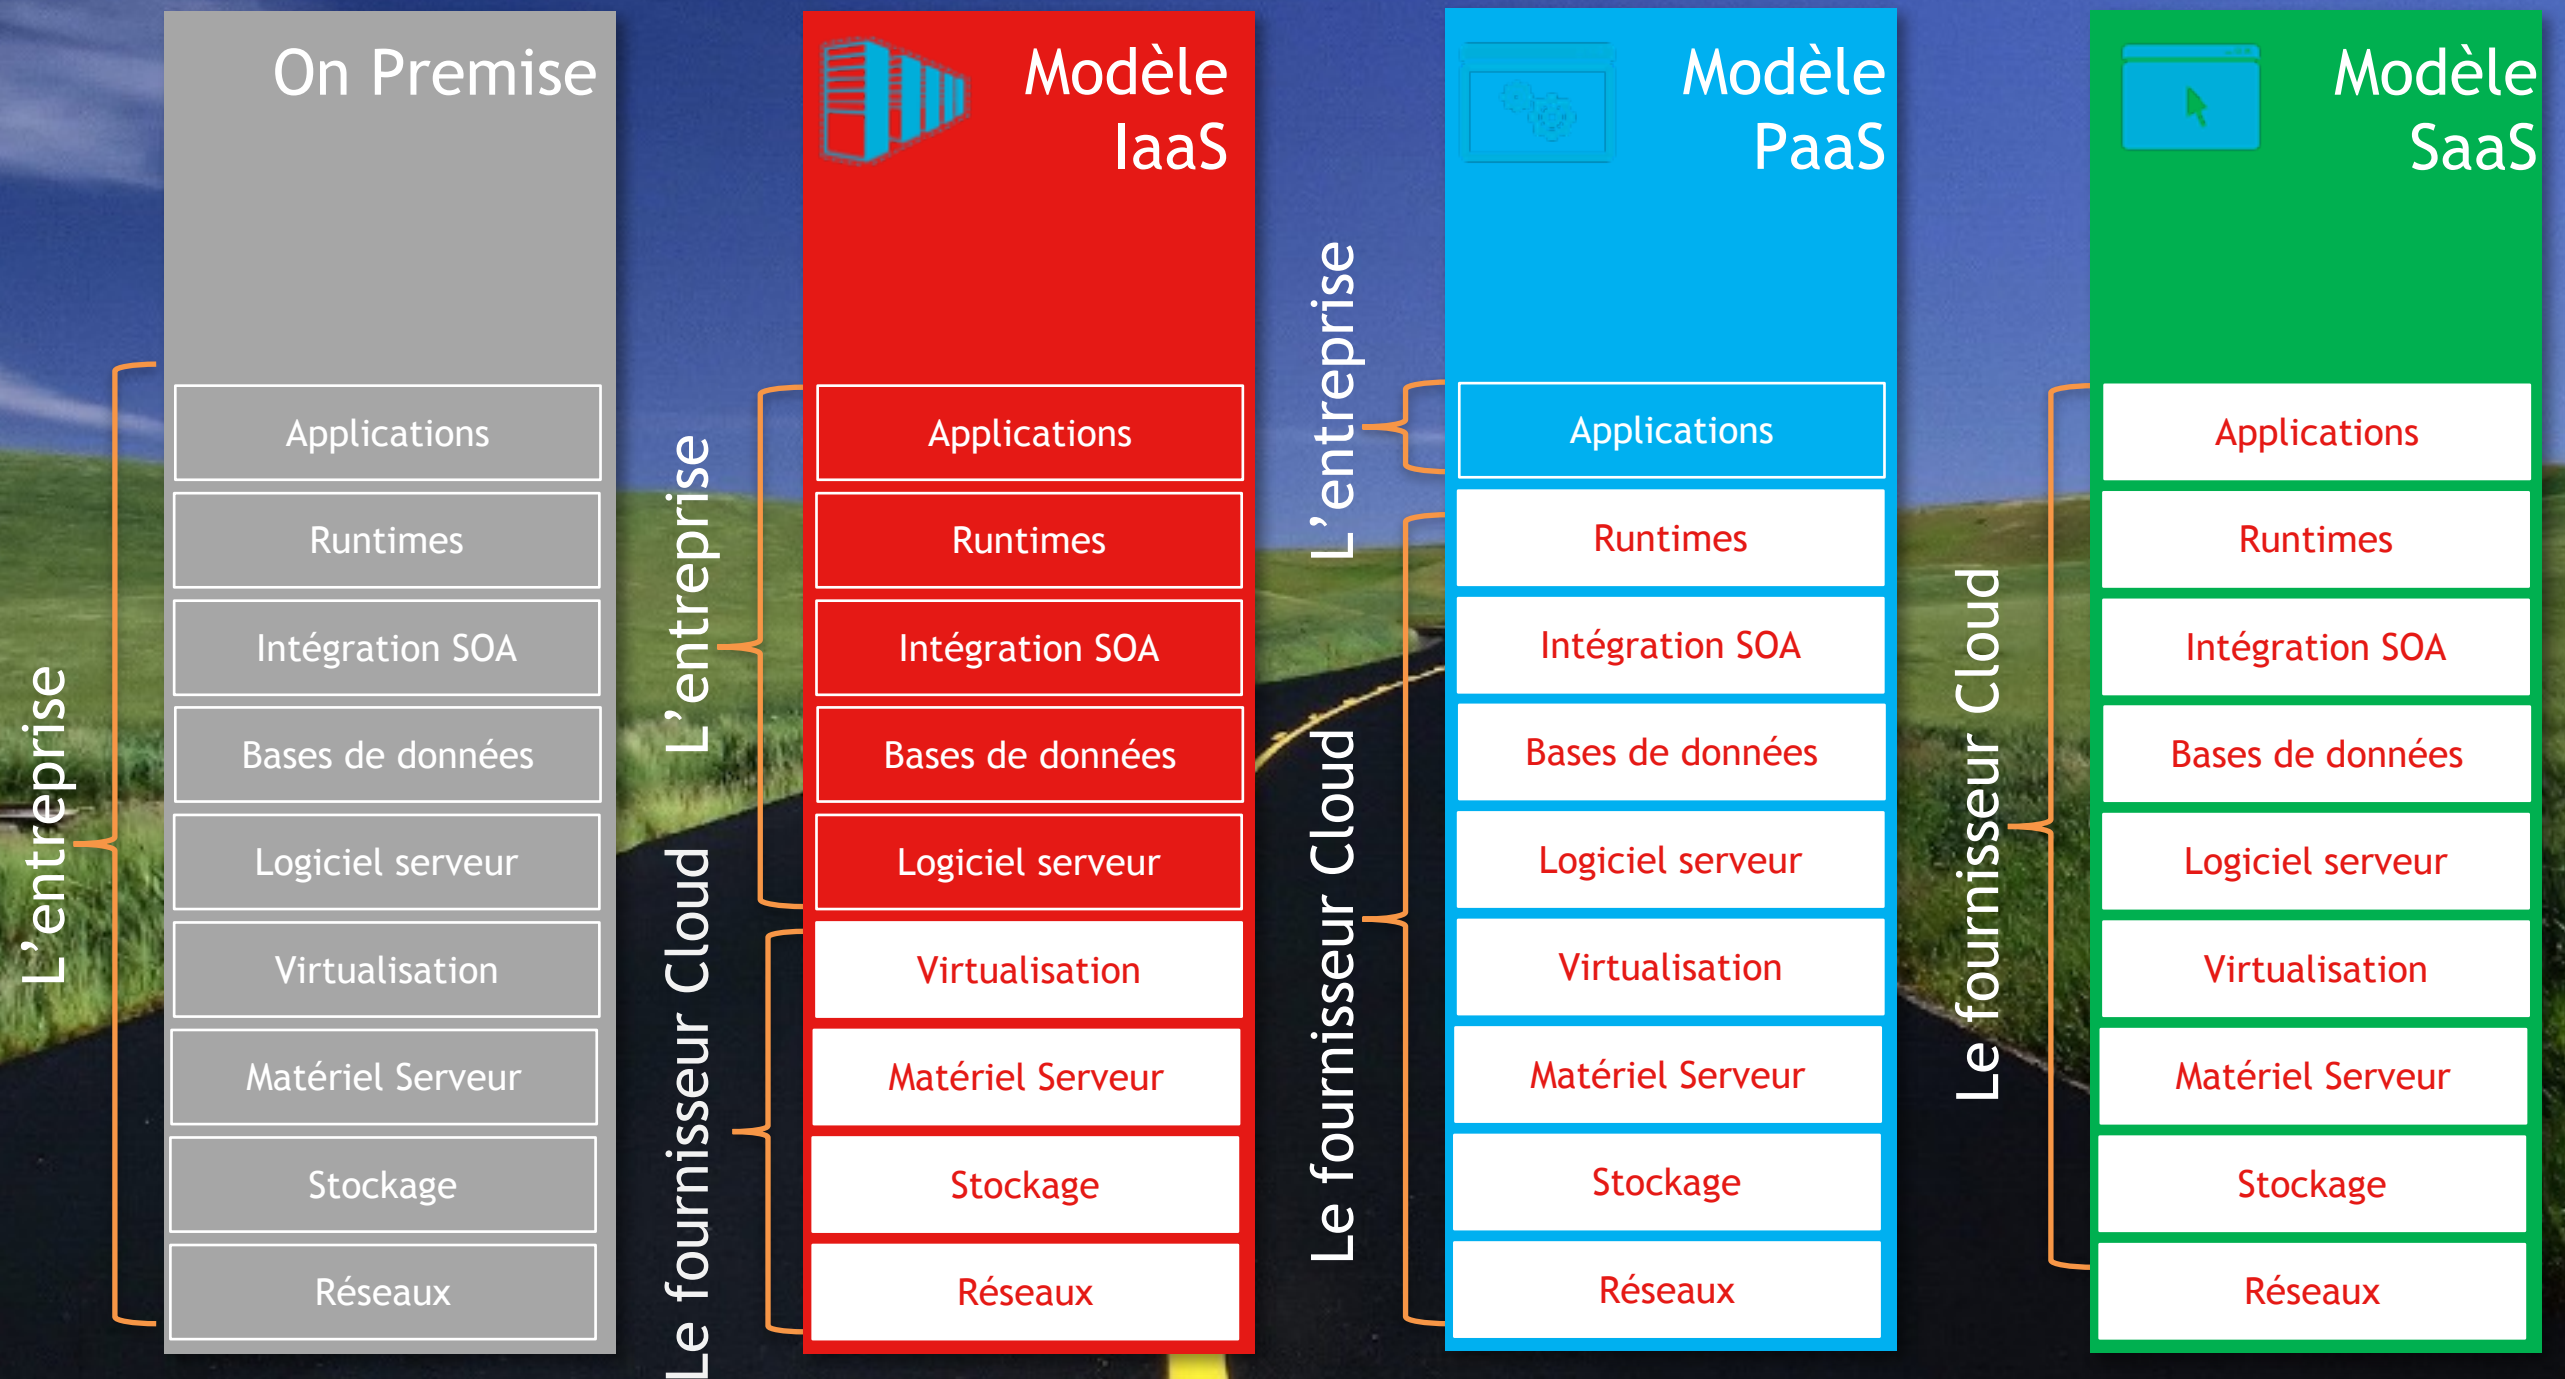 On Premise
L'entreprise
Applications
Runtimes
Intégration SOA
Bases de données
Logiciel serveur
Virtualisation
Matériel Serveur
Stockage
Réseaux
Modèle
IaaS
L'entreprise
Le fournisseur Cloud
Applications
Runtimes
Intégration SOA
Bases de données
Logiciel serveur
Virtualisation
Matériel Serveur
Stockage
Réseaux
Modèle
PaaS
L'entreprise
Le fournisseur Cloud
Applications
Runtimes
Intégration SOA
Bases de données
Logiciel serveur
Virtualisation
Matériel Serveur
Stockage
Réseaux
Modèle
SaaS
Le fournisseur Cloud
Applications
Runtimes
Intégration SOA
Bases de données
Logiciel serveur
Virtualisation
Matériel Serveur
Stockage
Réseaux